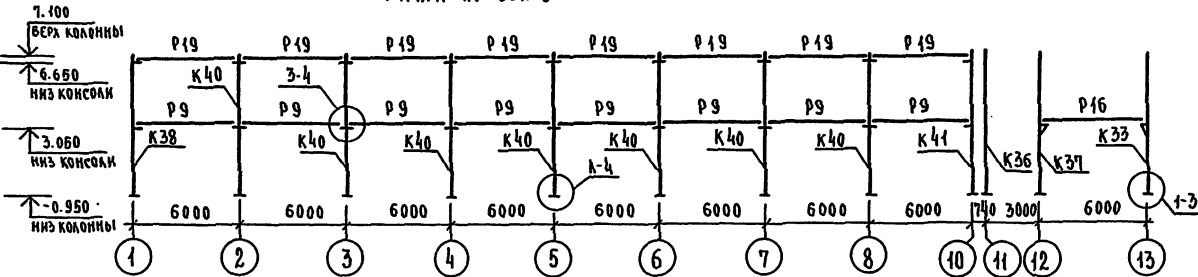 7.100
ВЕРХ КОЛОННЫ
6.650
НИЗ КОНСОЛИ
3.050
НИЗ КОНСОЛИ
-0.950
НИЗ КОЛОННЫ
Р19 Р19 Р19 Р19 Р19 Р19 Р19 Р19
К40 3-4
Р9 Р9 Р9 Р9 Р9 Р9 Р9 Р9 Р16
К38 К40 К40 К40 К40 К40 К40 К41 К36 К37 К33
А-4 1-3
6000 6000 6000 6000 6000 6000 6000 6000 740 3000 6000
1 2 3 4 5 6 7 8 10 11 12 13